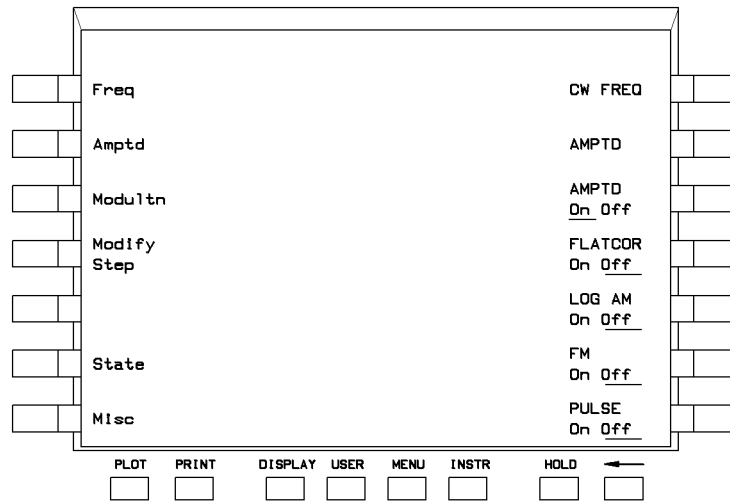 Freq CW FREQ
Amptd AMPTD
Modultn AMPTD
On Off
Modify FLATCOR
Step On Off
LOG AM
On Off
State FM
On Off
Misc PULSE
On Off
PLOT PRINT DISPLAY USER MENU INSTR HOLD ←